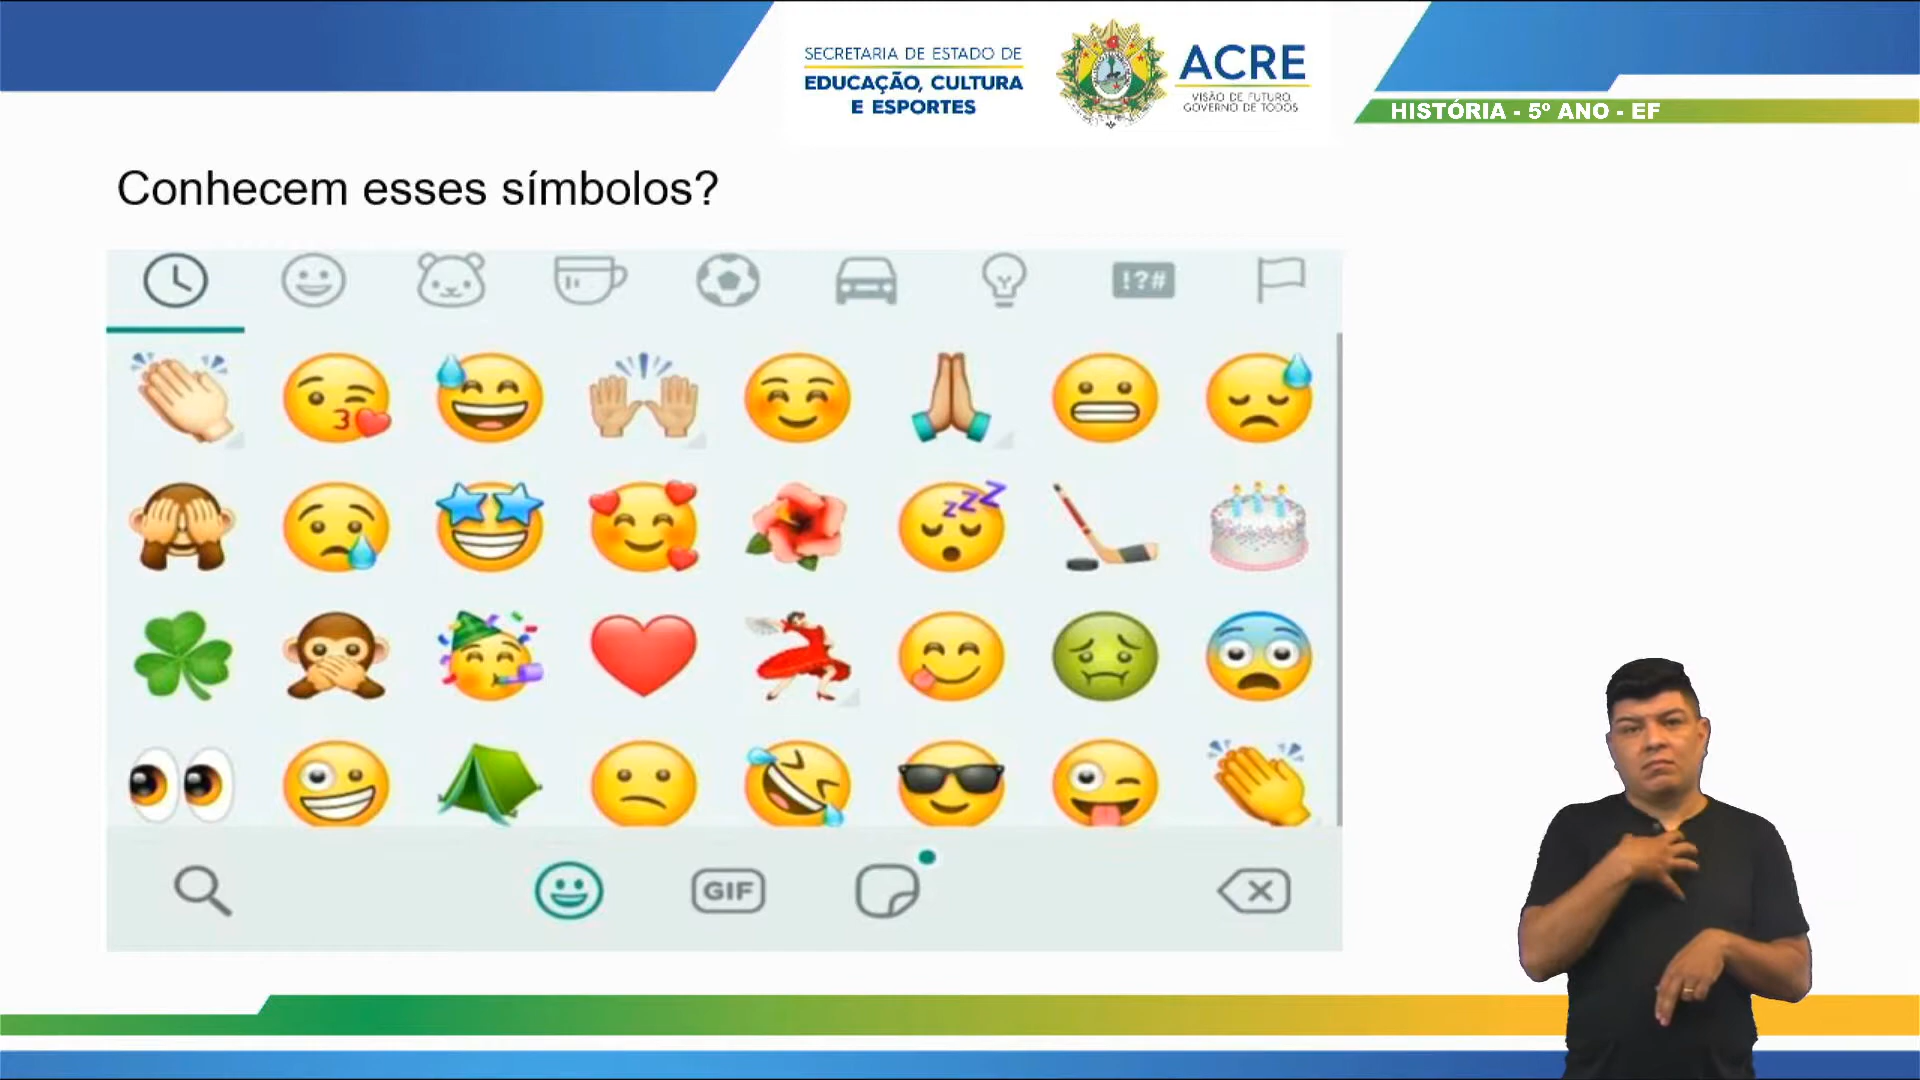 SECRETARIA DE ESTADO DE
EDUCAÇÃO, CULTURA
E ESPORTES
ACRE
VISÃO DE FUTURO,
GOVERNO DE TODOS
HISTÓRIA - 5º ANO - EF
Conhecem esses símbolos?
!?#
zzZ
GIF